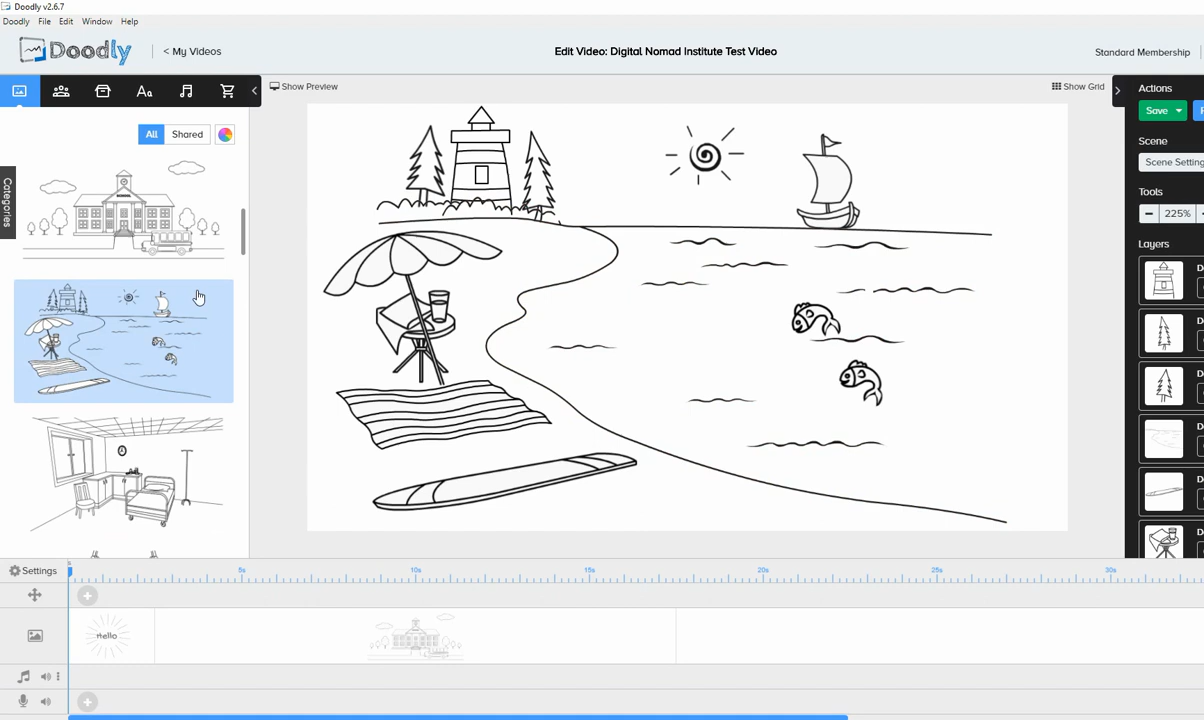 Doodly v2.6.7
Doodly File Edit Window Help
Doodly
< My Videos
Edit Video: Digital Nomad Institute Test Video
Standard Membership
Show Preview
Show Grid
Actions
All Shared
Save
Scene
Scene Setting
Categories
Tools
225%
Layers
D
D
D
D
D
D
Settings
5s 10s 15s 20s 25s 30s
Hello